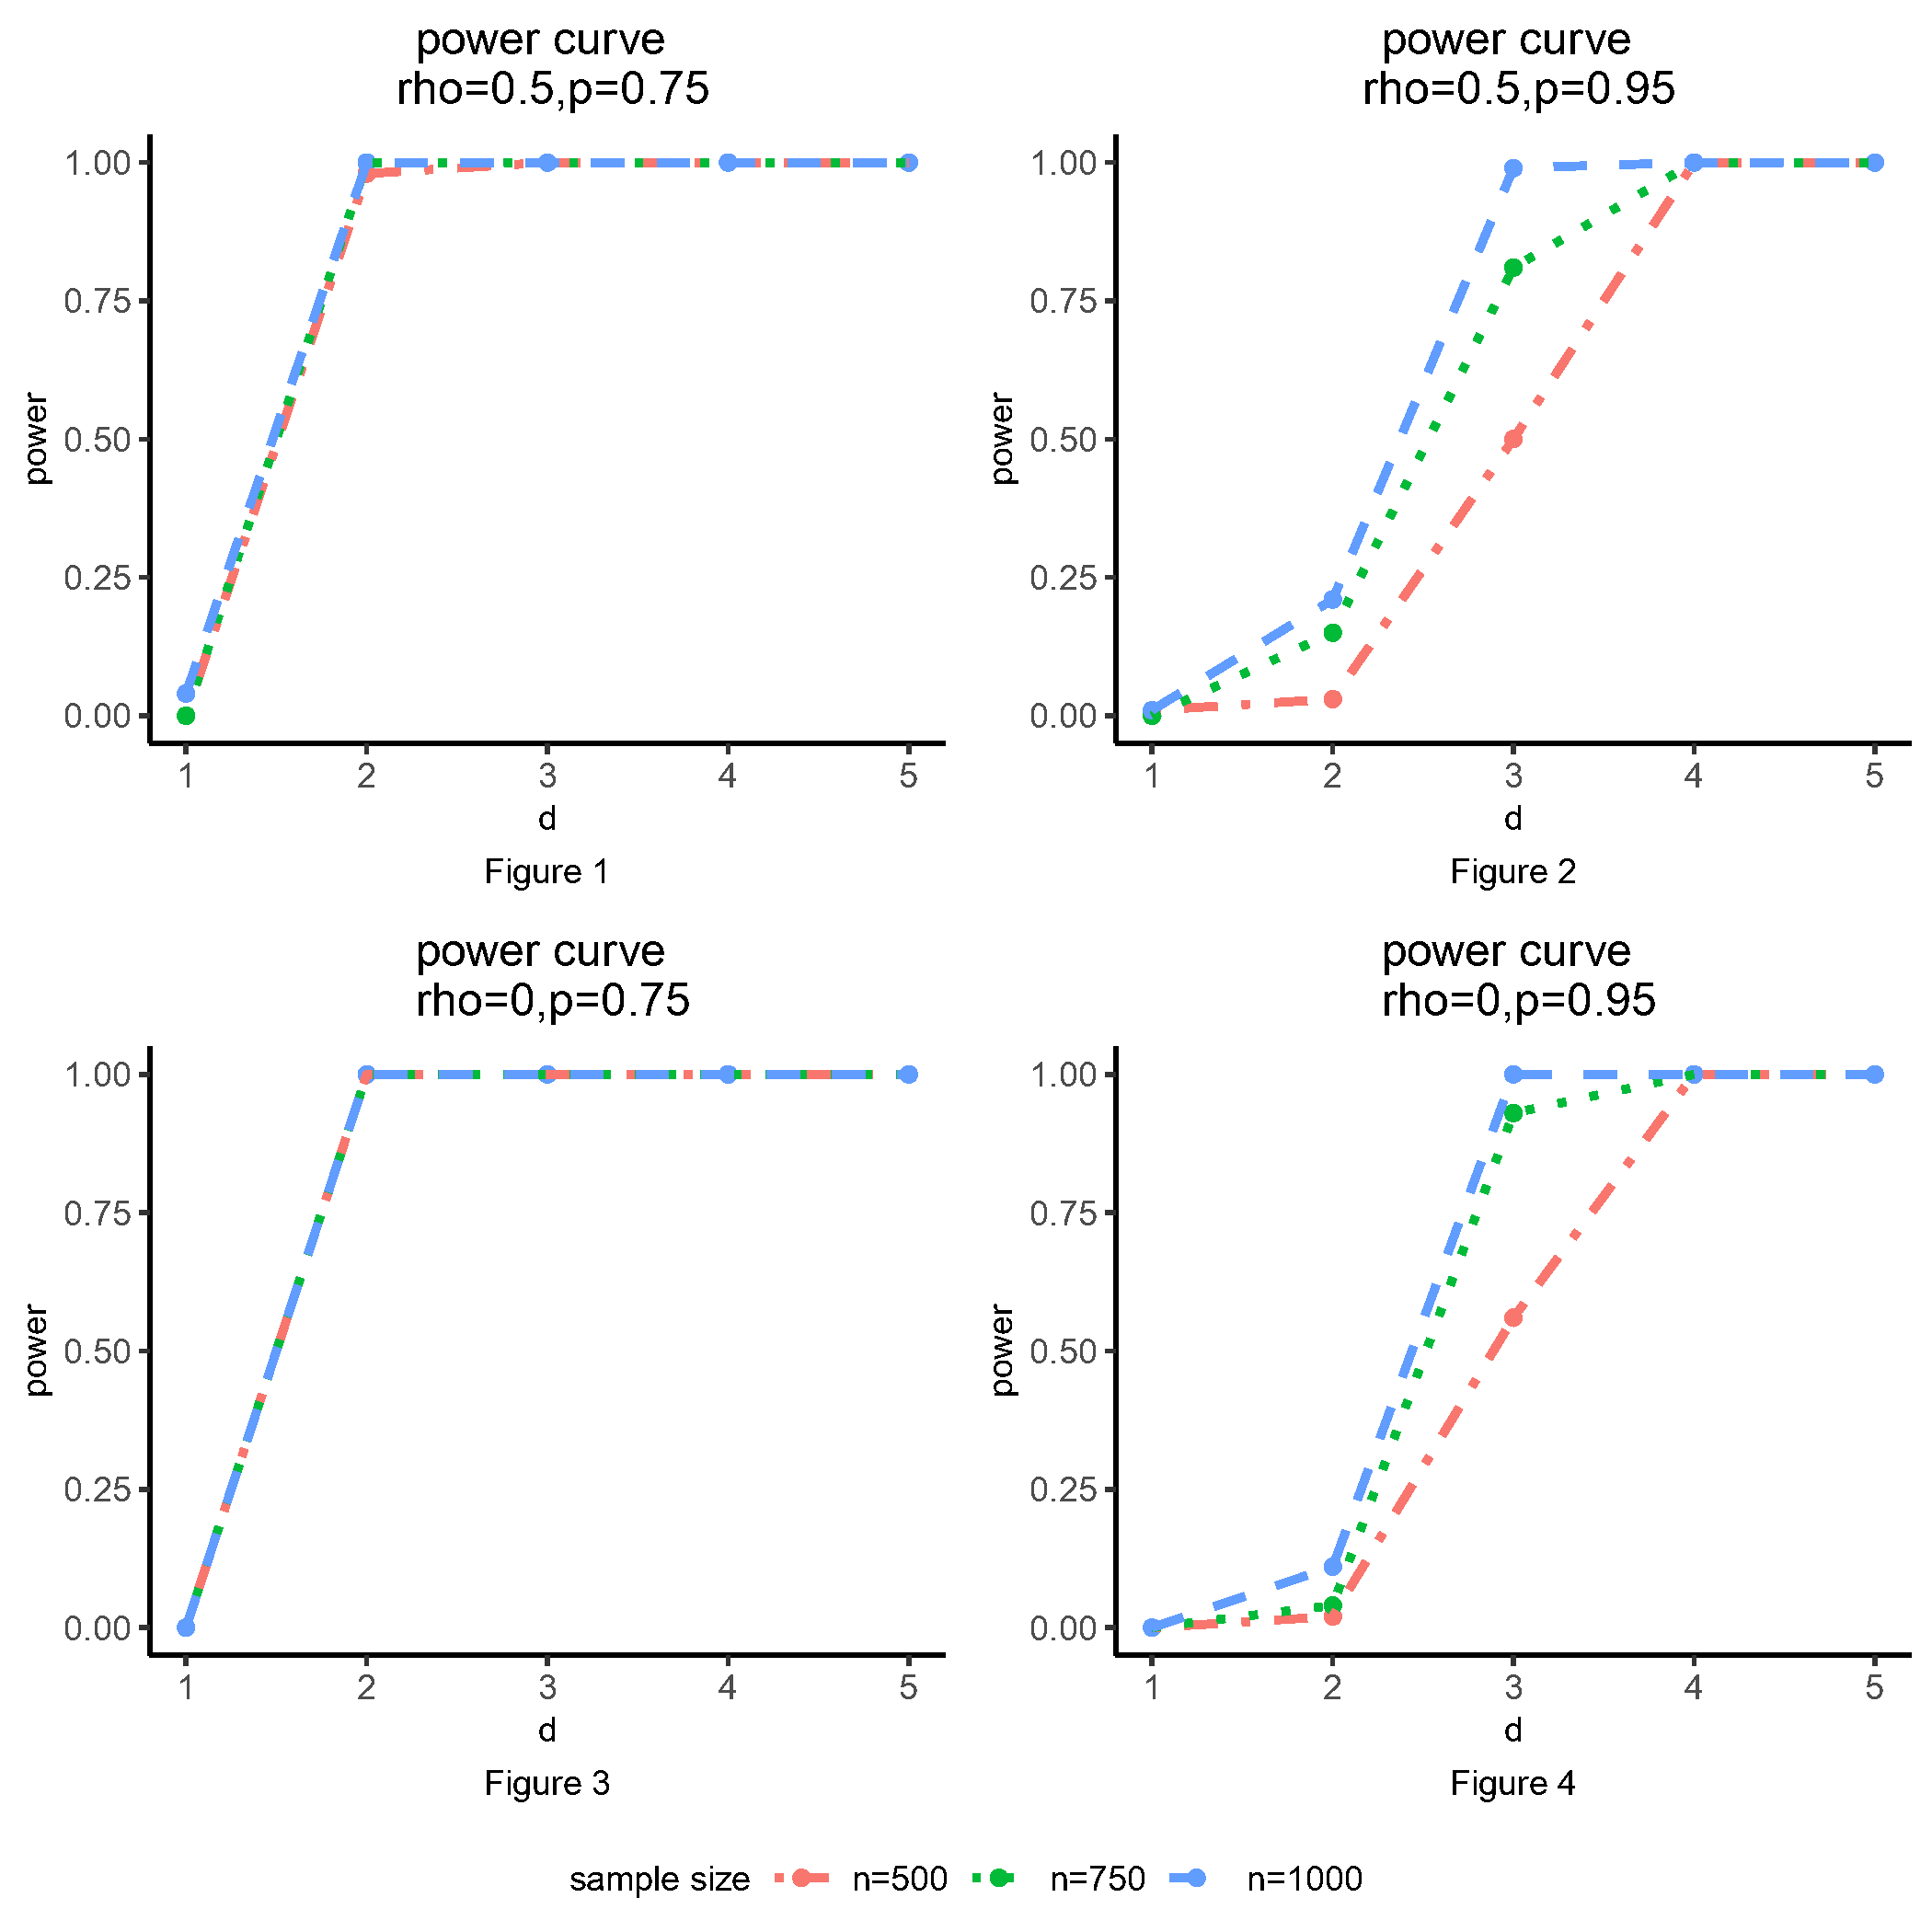 power curve
rho=0.5,p=0.75
1.00
0.75
0.50
0.25
0.00
power
1 2 3 4 5
d
Figure 1
power curve
rho=0.5,p=0.95
1.00
0.75
0.50
0.25
0.00
power
1 2 3 4 5
d
Figure 2
power curve
rho=0,p=0.75
1.00
0.75
0.50
0.25
0.00
power
1 2 3 4 5
d
Figure 3
power curve
rho=0,p=0.95
1.00
0.75
0.50
0.25
0.00
power
1 2 3 4 5
d
Figure 4
sample size n=500 n=750 n=1000